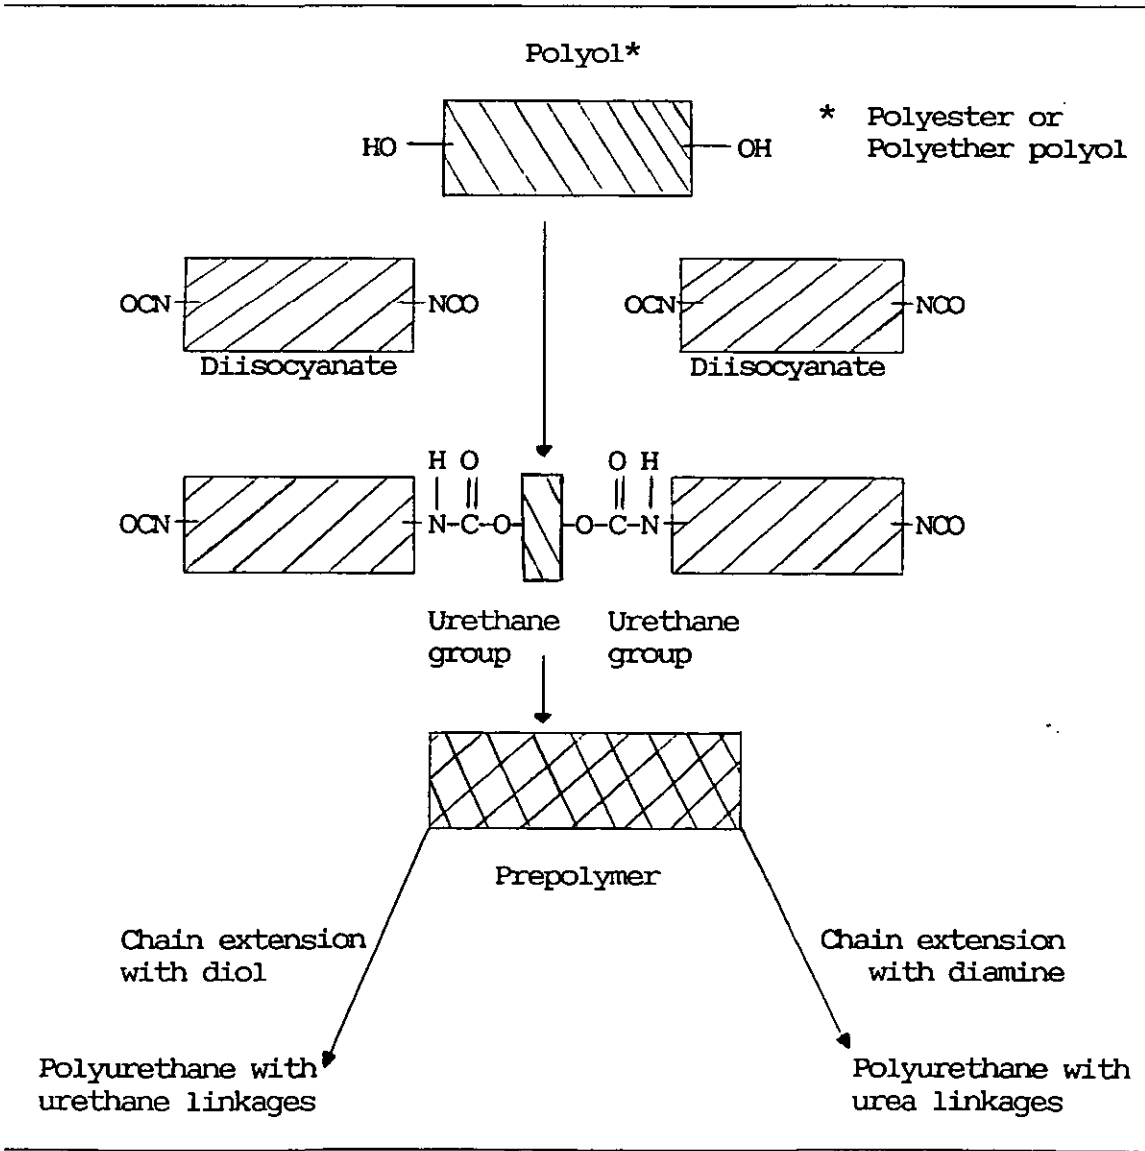 Polyol*
* Polyester or
Polyether polyol
HO
OH
OCN
NCO
OCN
NCO
Diisocyanate
Diisocyanate
H O
O H
OCN
N-C-O
O-C-N
NCO
Urethane
group
Urethane
group
Prepolymer
Chain extension
with diol
Chain extension
with diamine
Polyurethane with
urethane linkages
Polyurethane with
urea linkages